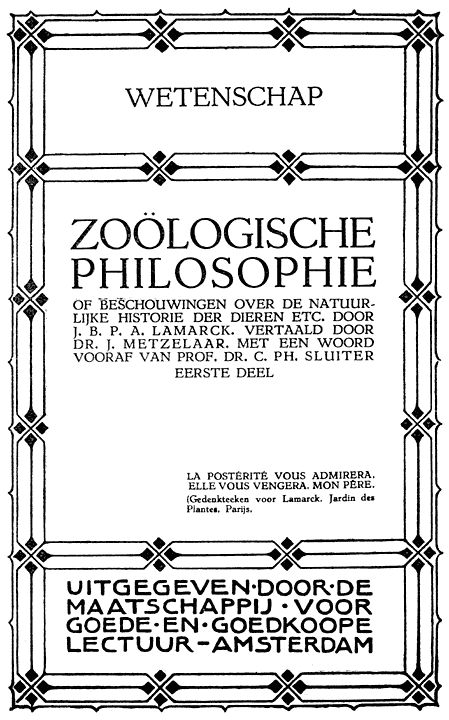 WETENSCHAP
ZOÖLOGISCHE
PHILOSOPHIE
OF BESCHOUWINGEN OVER DE NATUUR-
LIJKE HISTORIE DER DIEREN ETC. DOOR
J. B. P. A. LAMARCK. VERTAALD DOOR
DR. J. METZELAAR. MET EEN WOORD
VOORAF VAN PROF. DR. C. PH. SLUITER
EERSTE DEEL
LA POSTÉRITÉ VOUS ADMIRERA.
ELLE VOUS VENGERA. MON PÈRE.
(Gedenkteeken voor Lamarck. Jardin des
Plantes. Parijs.
UITGEGEVEN·DOOR·DE
MAATSCHAPPIJ·VOOR
GOEDE·EN·GOEDKOOPE
LECTUUR–AMSTERDAM